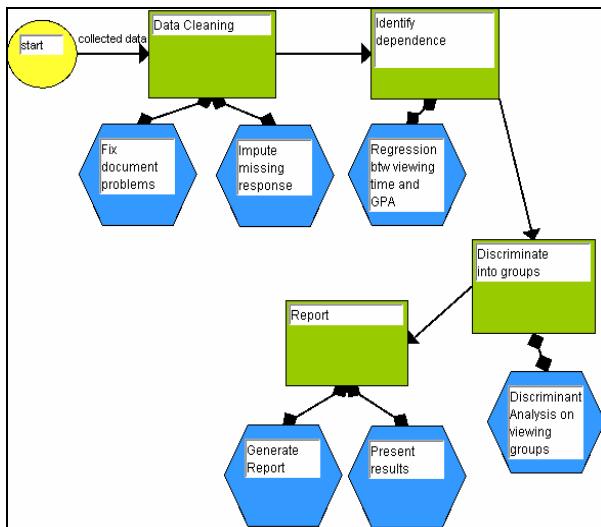 start
collected data
Data Cleaning
Identify
dependence
Fix
document
problems
Impute
missing
response
Regression
btw viewing
time and
GPA
Discriminate
into groups
Report
Discriminant
Analysis on
viewing
groups
Generate
Report
Present
results